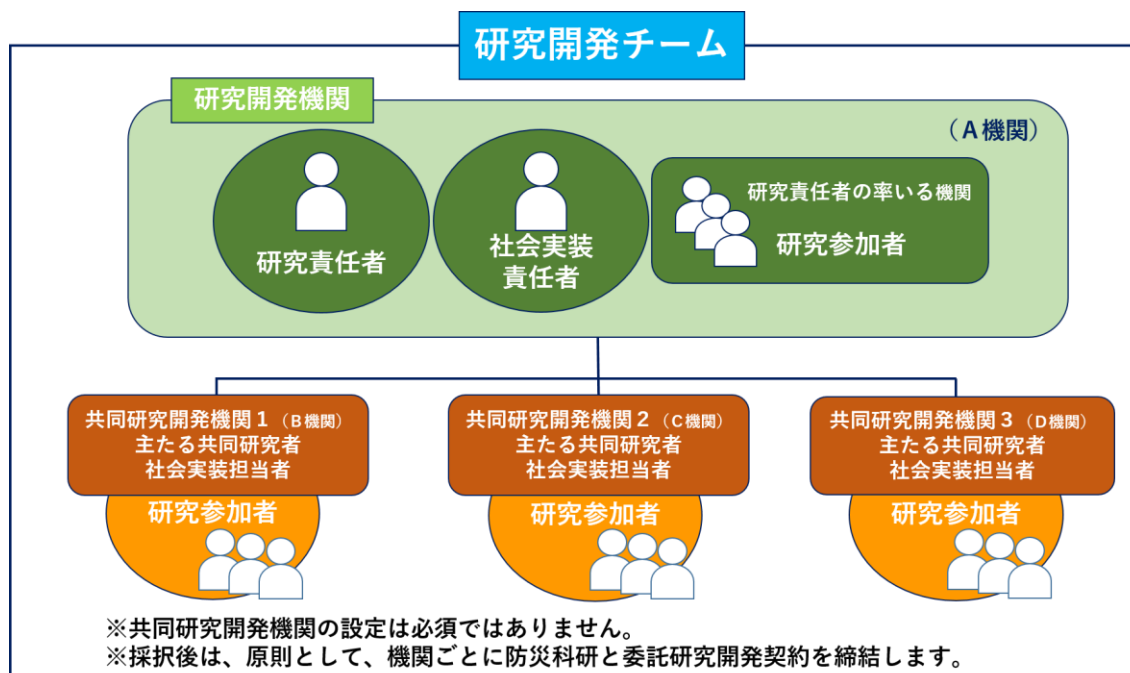 研究開発チーム
研究開発機関
（A機関）
研究責任者
社会実装
責任者
研究責任者の率いる機関
研究参加者
共同研究開発機関１（B機関）
主たる共同研究者
社会実装担当者
研究参加者
共同研究開発機関２（C機関）
主たる共同研究者
社会実装担当者
研究参加者
共同研究開発機関３（D機関）
主たる共同研究者
社会実装担当者
研究参加者
※共同研究開発機関の設定は必須ではありません。
※採択後は、原則として、機関ごとに防災科研と委託研究開発契約を締結します。